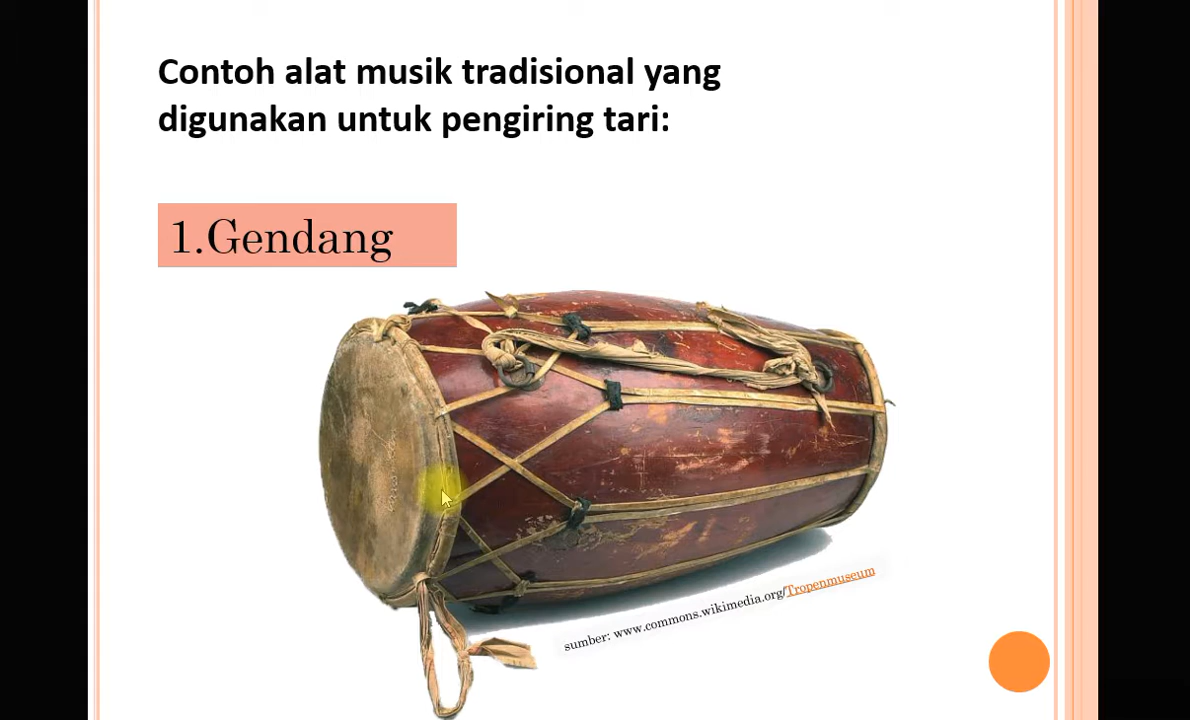 Contoh alat musik tradisional yang
digunakan untuk pengiring tari:
1.Gendang
sumber: www.commons.wikimedia.org/Tropenmuseum